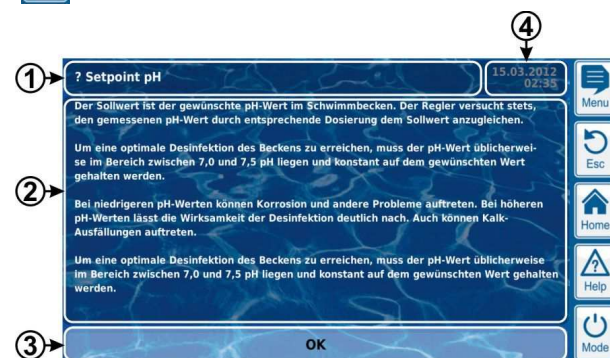 4
1
? Setpoint pH
15.03.2012
02:35
Menu
2
Der Sollwert ist der gewünschte pH-Wert im Schwimmbecken. Der Regler versucht stets,
den gemessenen pH-Wert durch entsprechende Dosierung dem Sollwert anzugleichen.
Um eine optimale Desinfektion des Beckens zu erreichen, muss der pH-Wert üblicherwei-
se im Bereich zwischen 7,0 und 7,5 pH liegen und konstant auf dem gewünschten Wert
gehalten werden.
Bei niedrigeren pH-Werten können Korrosion und andere Probleme auftreten. Bei höheren
pH-Werten lässt die Wirksamkeit der Desinfektion deutlich nach. Auch können Kalk-
Ausfällungen auftreten.
Um eine optimale Desinfektion des Beckens zu erreichen, muss der pH-Wert üblicherweise
im Bereich zwischen 7,0 und 7,5 pH liegen und konstant auf dem gewünschten Wert gehalten
werden.
Esc
Home
?
Help
3
OK
Mode